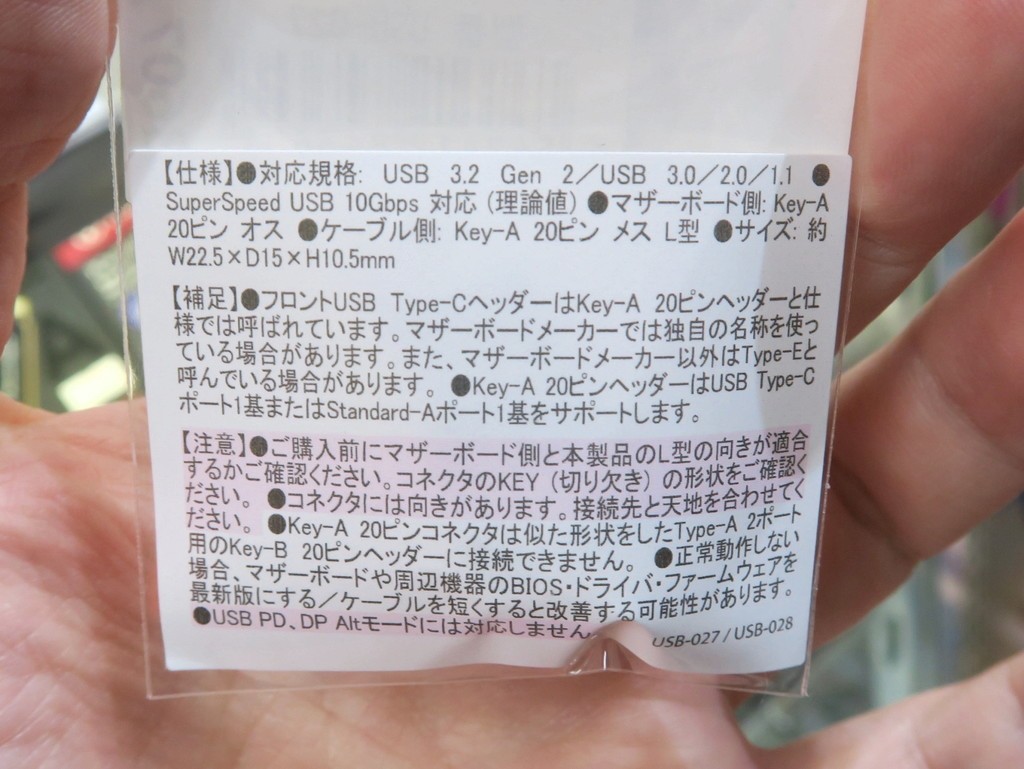 【仕様】●対応規格: USB 3.2 Gen 2／USB 3.0／2.0／1.1 ●
SuperSpeed USB 10Gbps 対応 (理論値) ●マザーボード側: Key-A
20ピン オス ●ケーブル側: Key-A 20ピン メス L型 ●サイズ: 約
W22.5×D15×H10.5mm
【補足】●フロントUSB Type-CヘッダーはKey-A 20ピンヘッダーと仕
様では呼ばれています。マザーボードメーカーでは独自の名称を使っ
ている場合があります。また、マザーボードメーカー以外はType-Eと
呼んでいる場合があります。 ●Key-A 20ピンヘッダーはUSB Type-C
ポート1基またはStandard-Aポート1基をサポートします。
【注意】●ご購入前にマザーボード側と本製品のL型の向きが適合
するかご確認ください。コネクタのKEY (切り欠き) の形状をご確認く
ださい。 ●コネクタには向きがあります。接続先と天地を合わせてく
ださい。 ●Key-A 20ピンコネクタは似た形状をしたType-A 2ポート
用のKey-B 20ピンヘッダーに接続できません。 ●正常動作しない
場合、マザーボードや周辺機器のBIOS・ドライバ・ファームウェアを
最新版にする／ケーブルを短くすると改善する可能性があります。
●USB PD、DP Altモードには対応しません。
USB-027 / USB-028